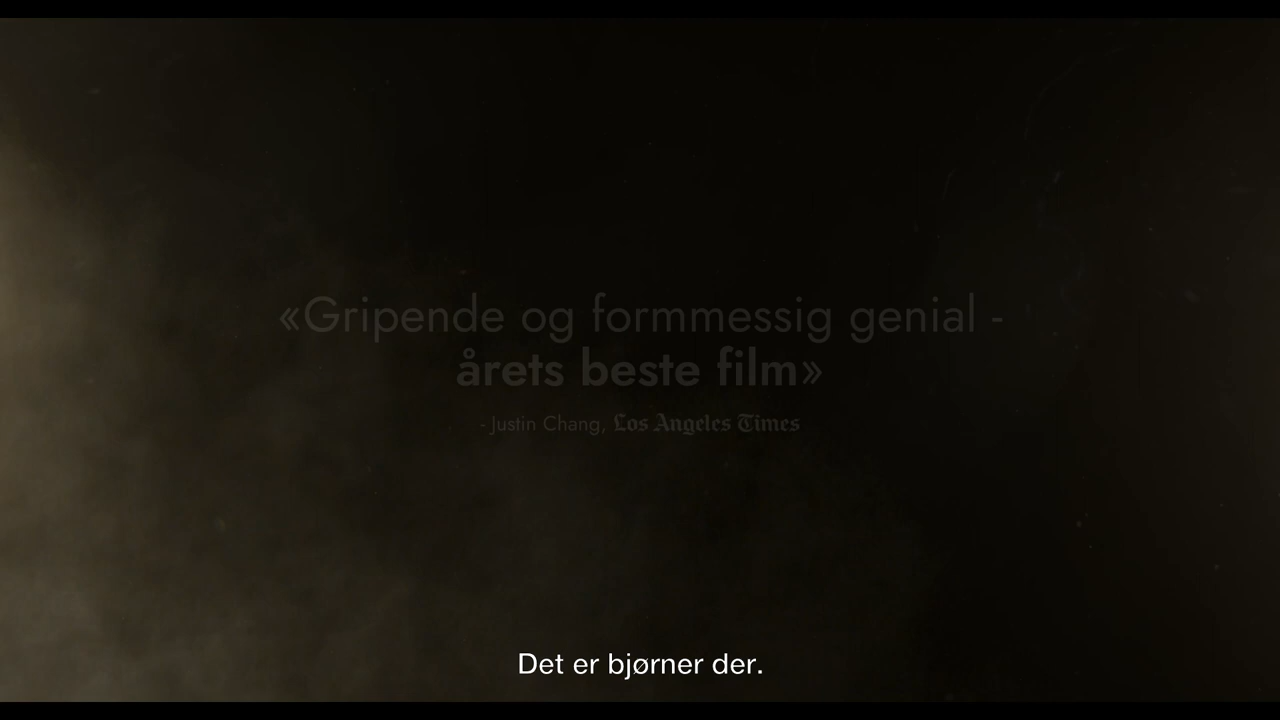 «Gripende og formmessig genial -
årets beste film»
- Justin Chang, Los Angeles Times
Det er bjørner der.